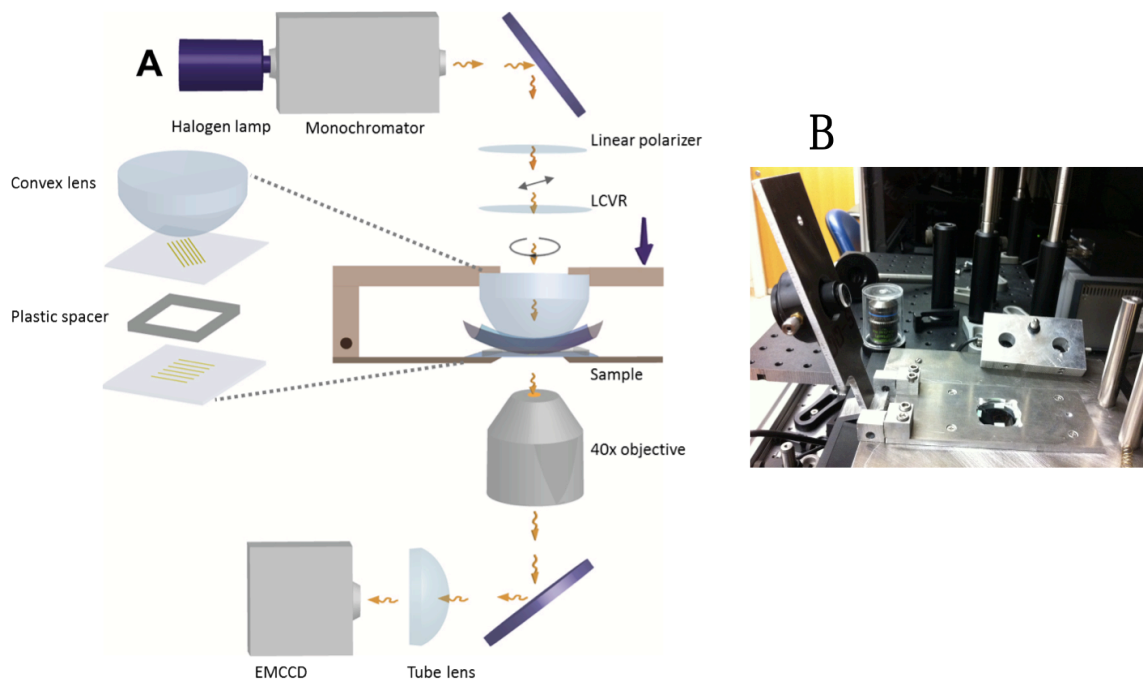 A
Halogen lamp
Monochromator
B
Linear polarizer
Convex lens
LCVR
Plastic spacer
Sample
40x objective
EMCCD
Tube lens